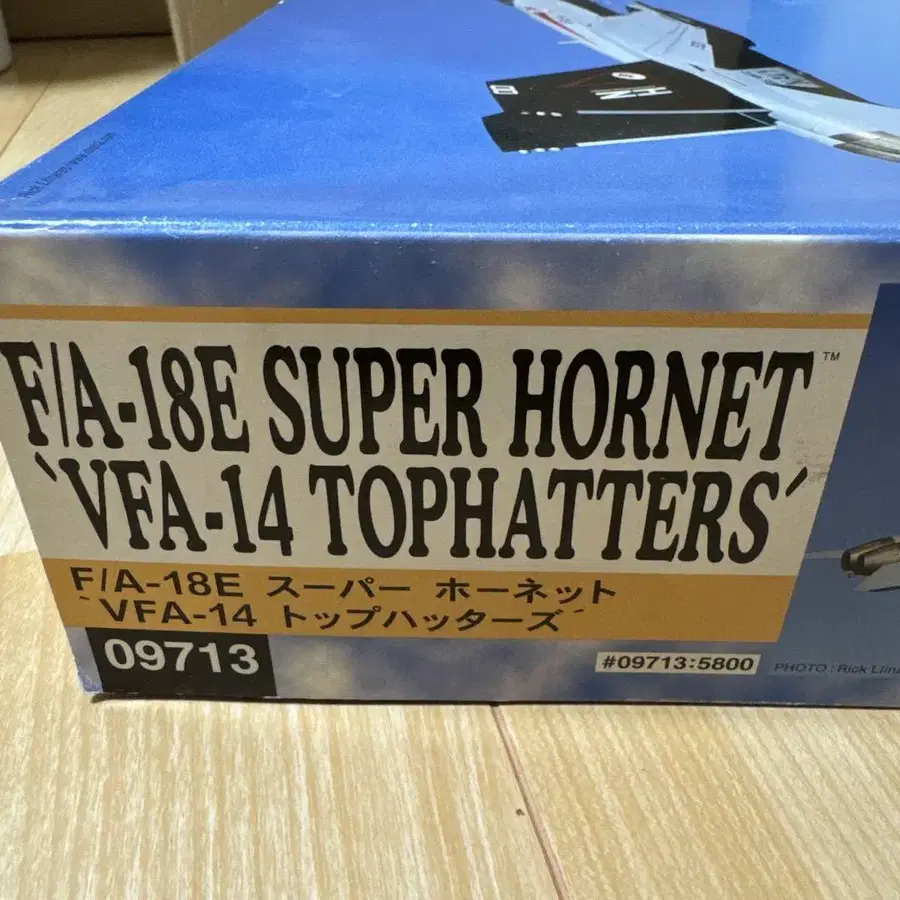 NH
F/A-18E SUPER HORNET™
`VFA-14 TOPHATTERS´
F/A-18E スーパー ホーネット
`VFA-14 トップハッターズ´
09713
#09713:5800
PHOTO : Rick